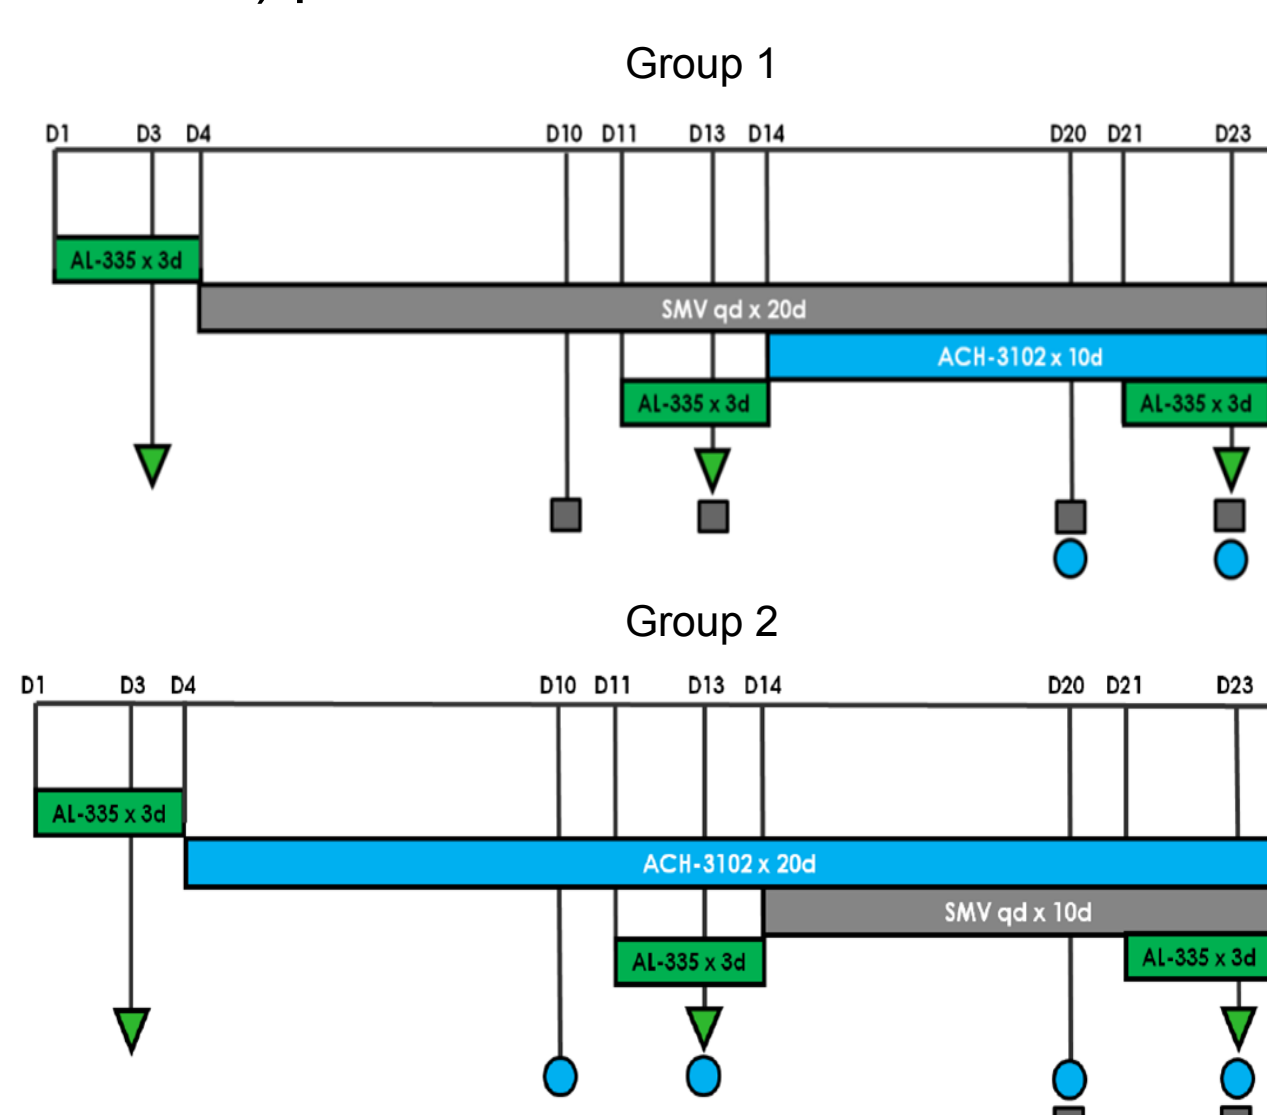 Group 1
D1 D3 D4 D10 D11 D13 D14 D20 D21 D23
AL-335 x 3d
SMV qd x 20d
ACH-3102 x 10d
AL-335 x 3d AL-335 x 3d
Group 2
D1 D3 D4 D10 D11 D13 D14 D20 D21 D23
AL-335 x 3d
ACH-3102 x 20d
SMV qd x 10d
AL-335 x 3d AL-335 x 3d